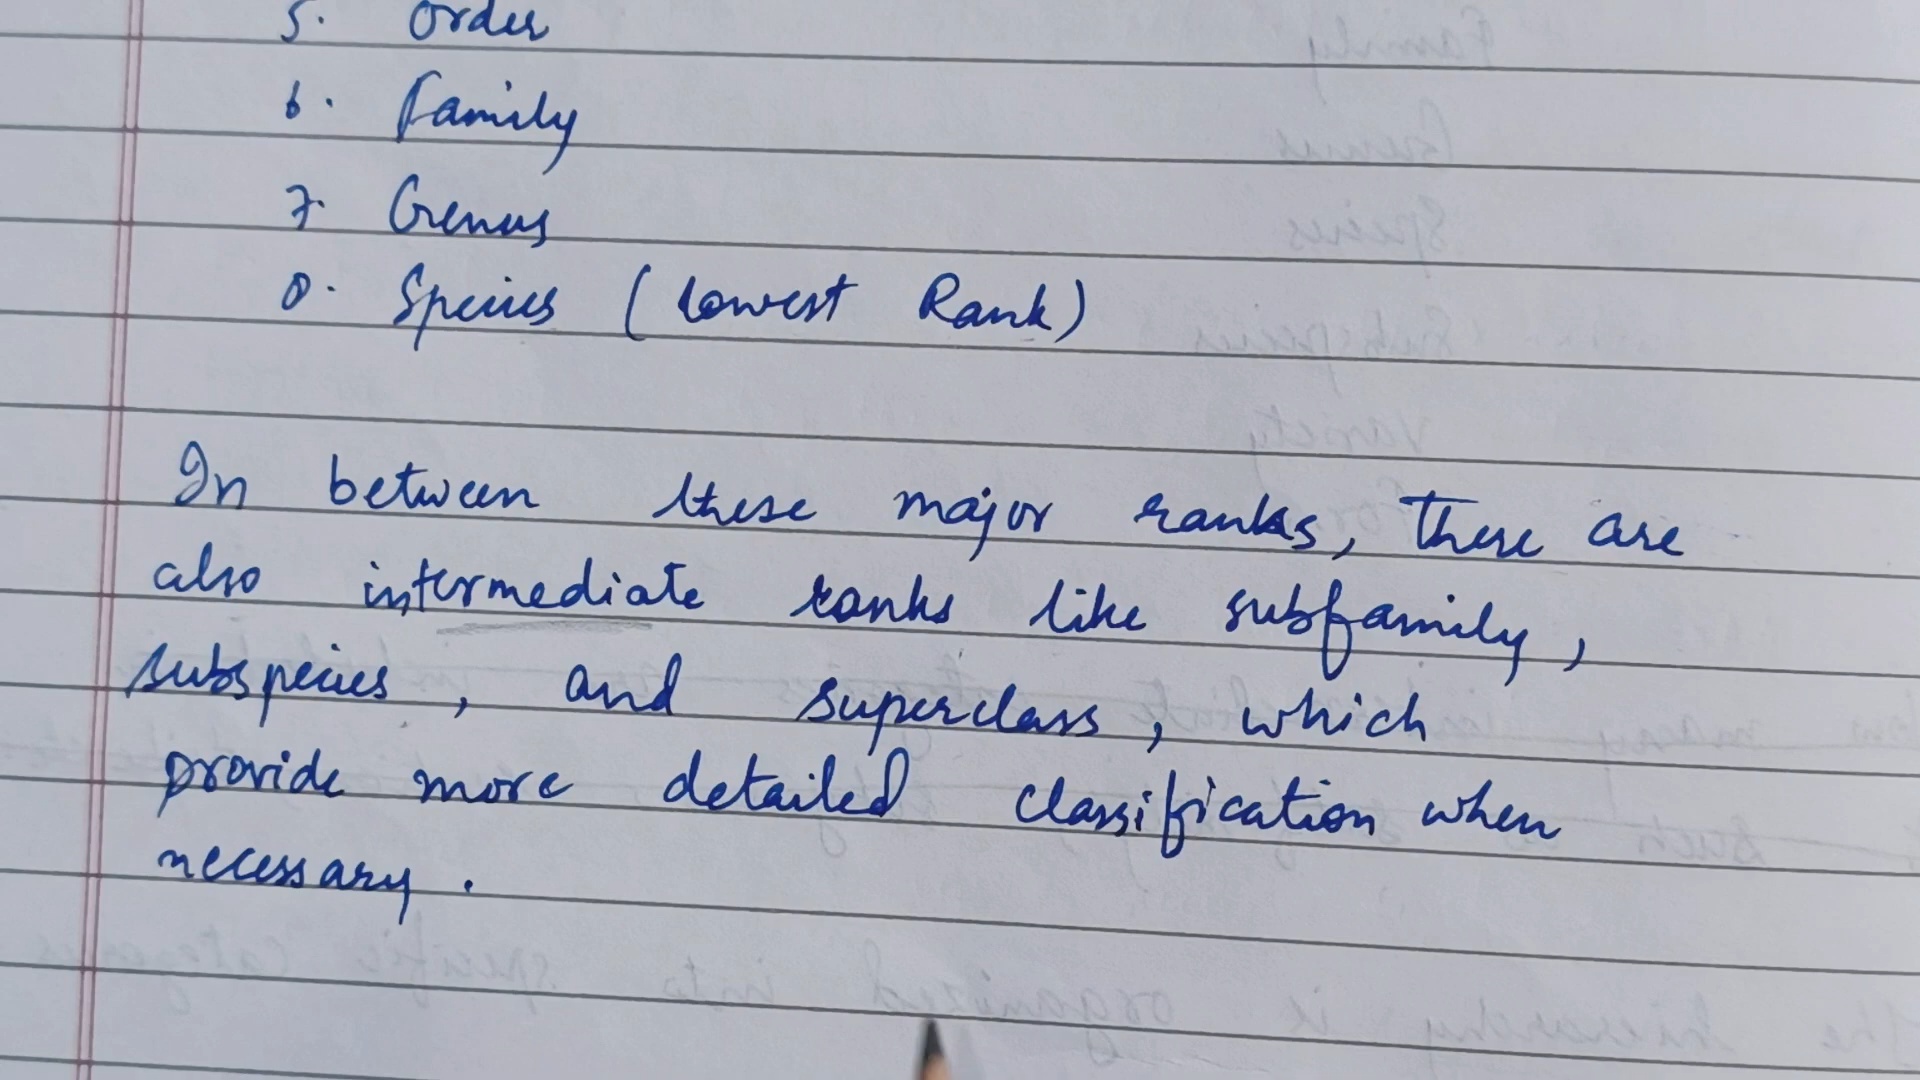 5. Order
6. Family
7. Genus
8. Species (Lowest Rank)
In between these major ranks, there are
also intermediate ranks like subfamily,
subspecies, and superclass, which
provide more detailed classification when
necessary.